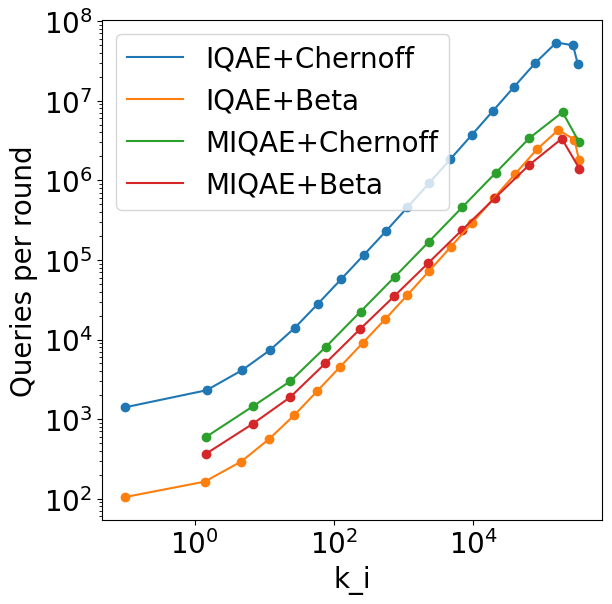 10^8
10^7
10^6
10^5
10^4
10^3
10^2
Queries per round
IQAE+Chernoff
IQAE+Beta
MIQAE+Chernoff
MIQAE+Beta
10^0 10^2 10^4
k_i